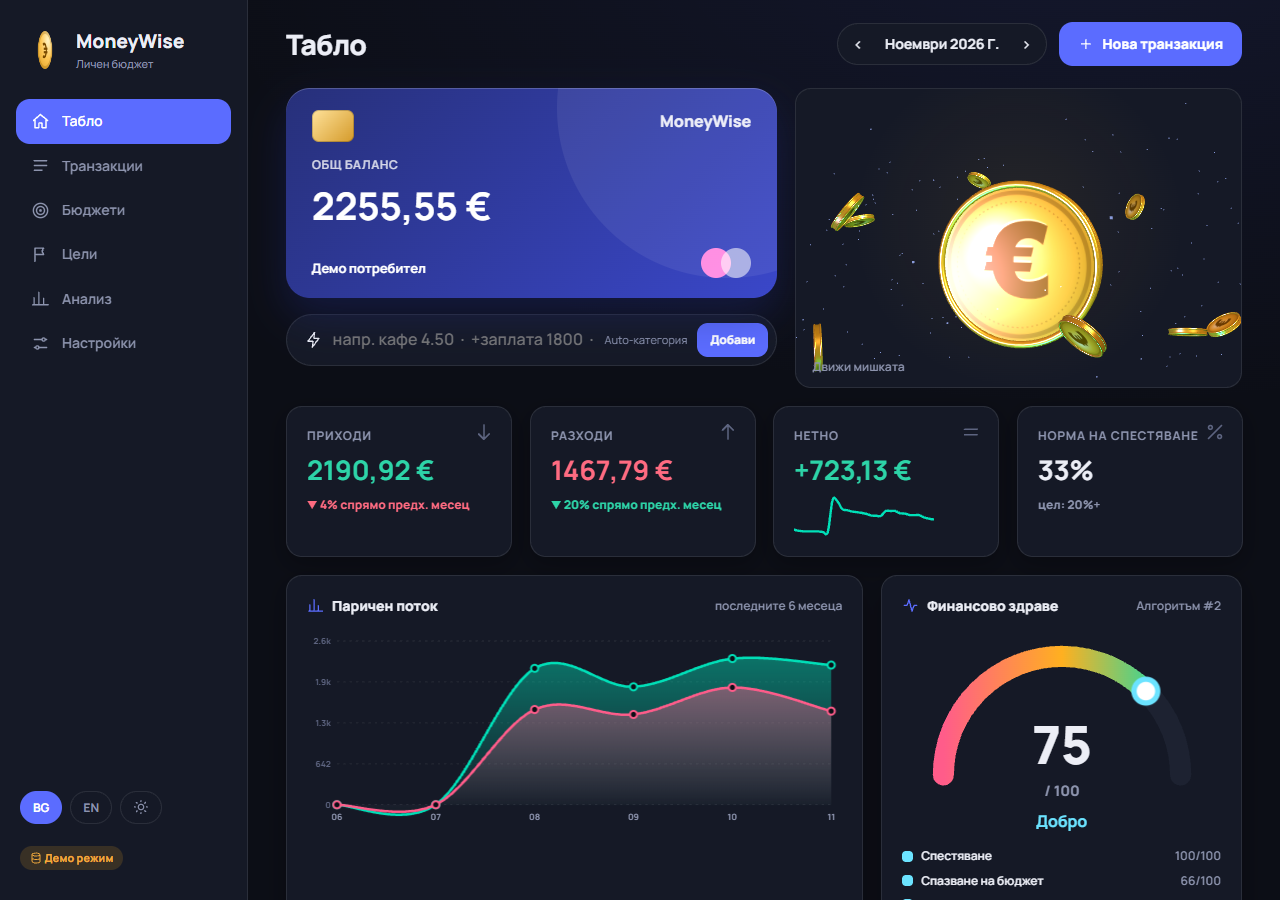 MoneyWise
Личен бюджет
Табло
Транзакции
Бюджети
Цели
Анализ
Настройки
BG EN
Демо режим
Табло
‹ Ноември 2026 Г. ›
+ Нова транзакция
MoneyWise
ОБЩ БАЛАНС
2255,55 €
Демо потребител
напр. кафе 4.50 · +заплата 1800 ·
Auto-категория
Добави
€
Движи мишката
ПРИХОДИ
2190,92 €
▼ 4% спрямо предх. месец
РАЗХОДИ
1467,79 €
▼ 20% спрямо предх. месец
НЕТНО
+723,13 €
НОРМА НА СПЕСТЯВАНЕ
33%
цел: 20%+
Паричен поток
последните 6 месеца
2.6k
1.9k
1.3k
642
0
06 07 08 09 10 11
Финансово здраве
Алгоритъм #2
75
/ 100
Добро
Спестяване 100/100
Спазване на бюджет 66/100